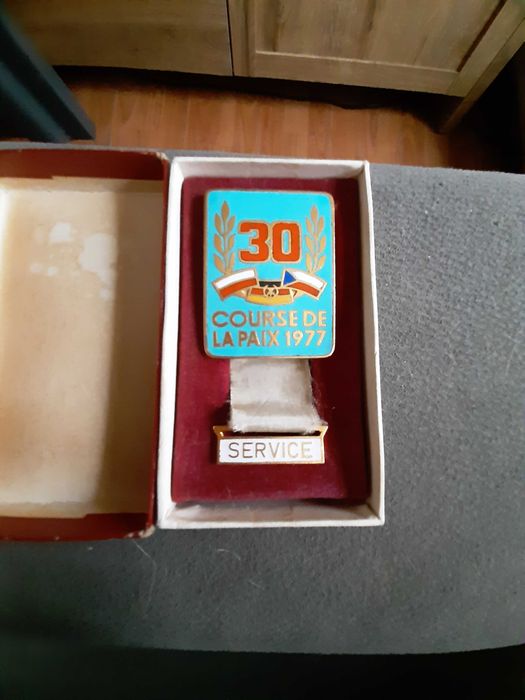 30
COURSE DE
LA PAIX 1977
SERVICE